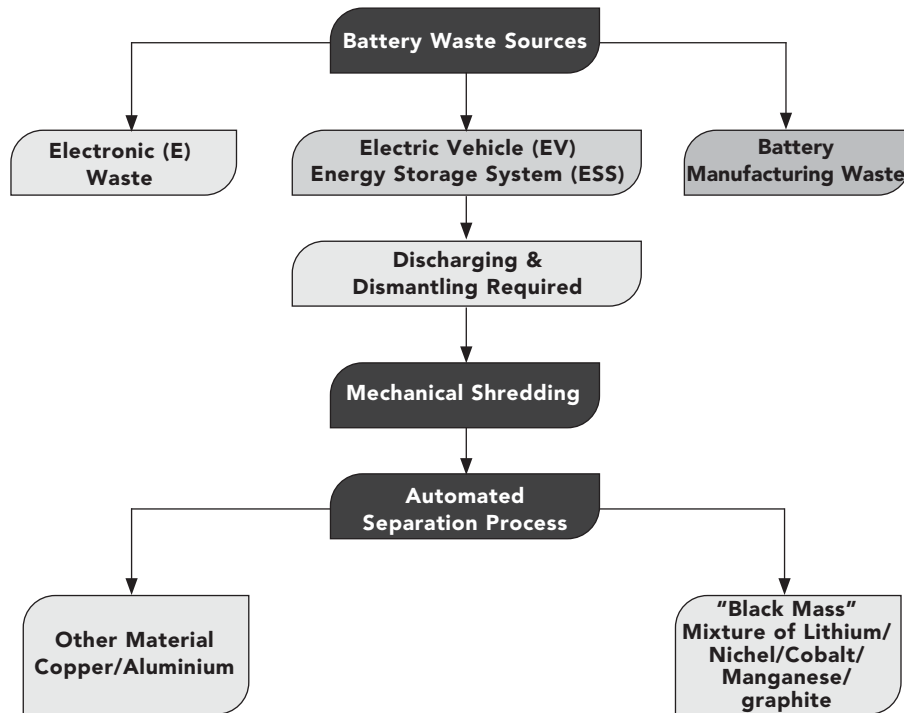 Battery Waste Sources
Electronic (E)
Waste
Electric Vehicle (EV)
Energy Storage System (ESS)
Battery
Manufacturing Waste
Discharging &
Dismantling Required
Mechanical Shredding
Automated
Separation Process
Other Material
Copper/Aluminium
“Black Mass”
Mixture of Lithium/
Nichel/Cobalt/
Manganese/
graphite